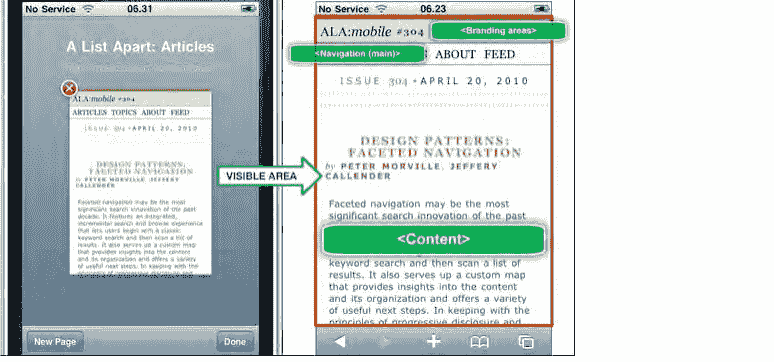 No Service 06.31
A List Apart: Articles
ALA:mobile #304
ARTICLES TOPICS ABOUT FEED
ISSUE 304 • APRIL 20, 2010
DESIGN PATTERNS:
FACETED NAVIGATION
by PETER MORVILLE, JEFFERY
CALLENDER
Faceted navigation may be the most
significant search innovation of the past
decade. It features an integrated,
incremental search and browse experience
that lets users begin with a classic
keyword search and then scan a list of
results. It also serves up a custom map
that provides insights into the content
and its organization and offers a variety
of useful next steps. In keeping with the
principles of progressive disclosure and
New Page
Done
VISIBLE AREA
No Service 06.23
ALA:mobile #304
<Branding areas>
<Navigation (main)>
ABOUT FEED
ISSUE 304 • APRIL 20, 2010
DESIGN PATTERNS:
FACETED NAVIGATION
by PETER MORVILLE, JEFFERY
CALLENDER
Faceted navigation may be the most
significant search innovation of the past
<Content>
keyword search and then scan a list of
results. It also serves up a custom map
that provides insights into the content
and its organization and offers a variety
of useful next steps. In keeping with the
principles of progressive disclosure and